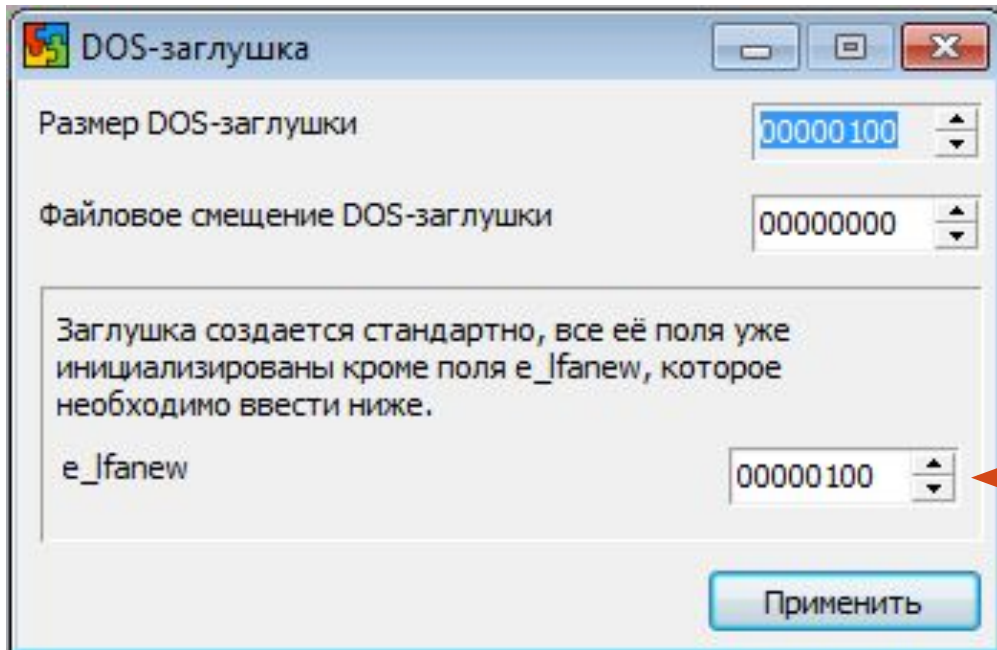 DOS-заглушка
Размер DOS-заглушки 00000100
Файловое смещение DOS-заглушки 00000000
Заглушка создается стандартно, все её поля уже
инициализированы кроме поля e_lfanew, которое
необходимо ввести ниже.
e_lfanew 00000100
Применить